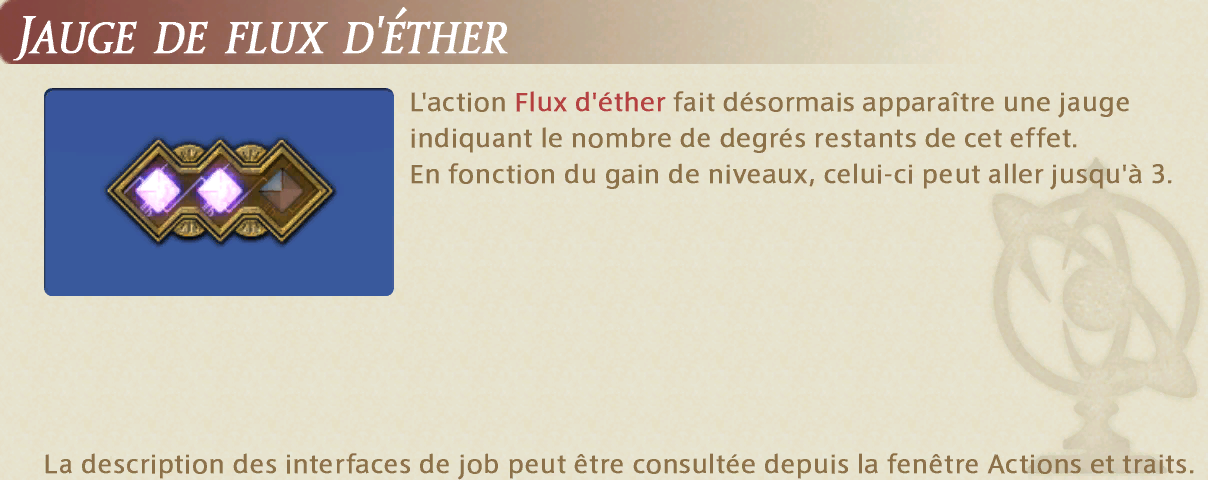 JAUGE DE FLUX D'ÉTHER
L'action Flux d'éther fait désormais apparaître une jauge
indiquant le nombre de degrés restants de cet effet.
En fonction du gain de niveaux, celui-ci peut aller jusqu'à 3.
La description des interfaces de job peut être consultée depuis la fenêtre Actions et traits.